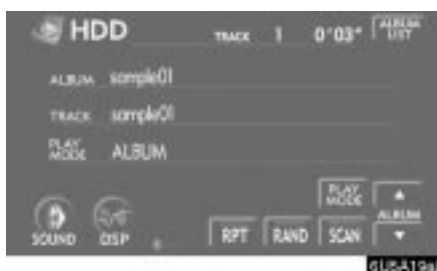 HDD TRACK 1 0'03" ALBUM LIST
ALBUM sample01
TRACK sample01
PLAY MODE ALBUM
PLAY MODE
ALBUM
SOUND DSP RPT RAND SCAN
6U5A19a